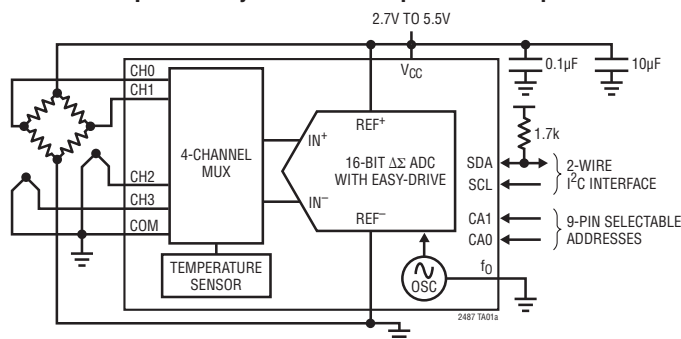 2.7V TO 5.5V
0.1µF
10µF
V_CC
CH0
CH1
CH2
CH3
COM
4-CHANNEL
MUX
TEMPERATURE
SENSOR
IN⁺
IN⁻
REF⁺
16-BIT ΔΣ ADC
WITH EASY-DRIVE
REF⁻
OSC
1.7k
SDA
SCL
2-WIRE
I²C INTERFACE
CA1
CA0
9-PIN SELECTABLE
ADDRESSES
f_O
2487 TA01a